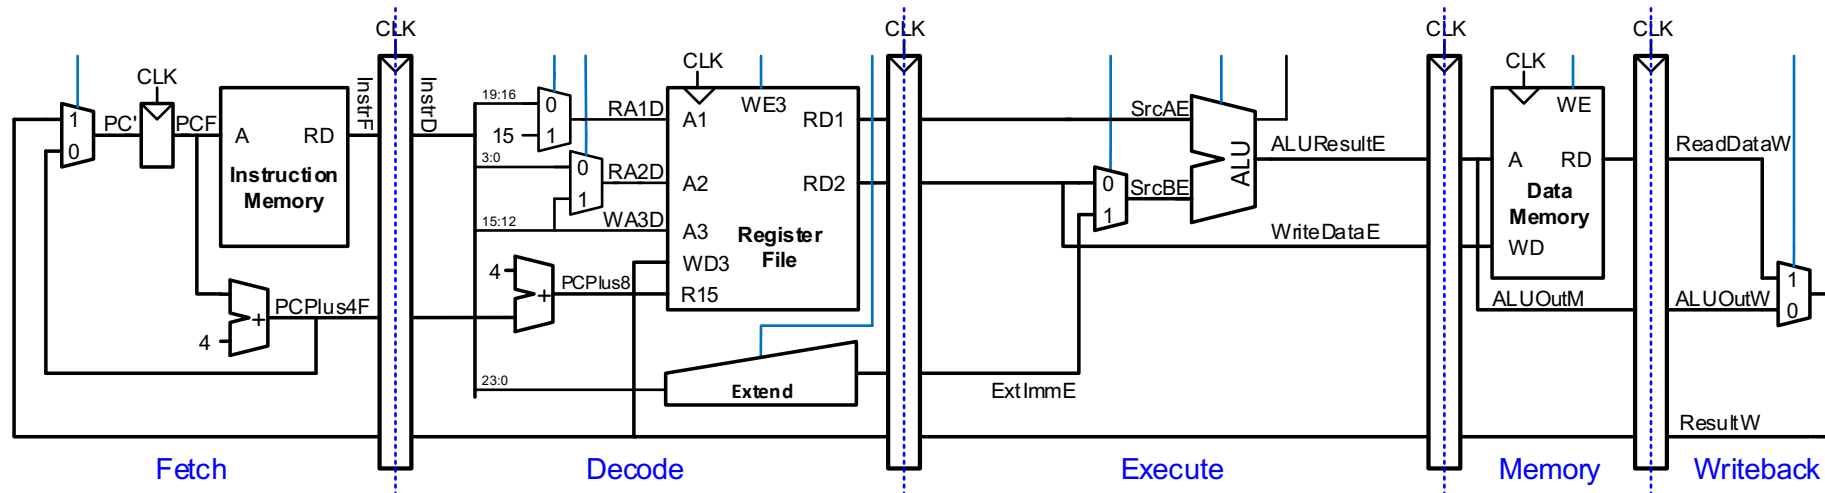 CLK
CLK
CLK
CLK
1
0
PC'
CLK
PCF
A
RD
Instruction
Memory
InstrF
InstrD
4
+
PCPlus4F
19:16
15
0
1
RA1D
3:0
0
1
RA2D
15:12
WA3D
4
+
PCPlus8
23:0
CLK
WE3
A1
RD1
A2
RD2
A3
Register
File
WD3
R15
Extend
ExtImmE
0
1
SrcAE
SrcBE
ALU
ALUResultE
WriteDataE
CLK
WE
A
RD
Data
Memory
WD
ALUOutM
ReadDataW
ALUOutW
1
0
ResultW
Fetch
Decode
Execute
Memory
Writeback